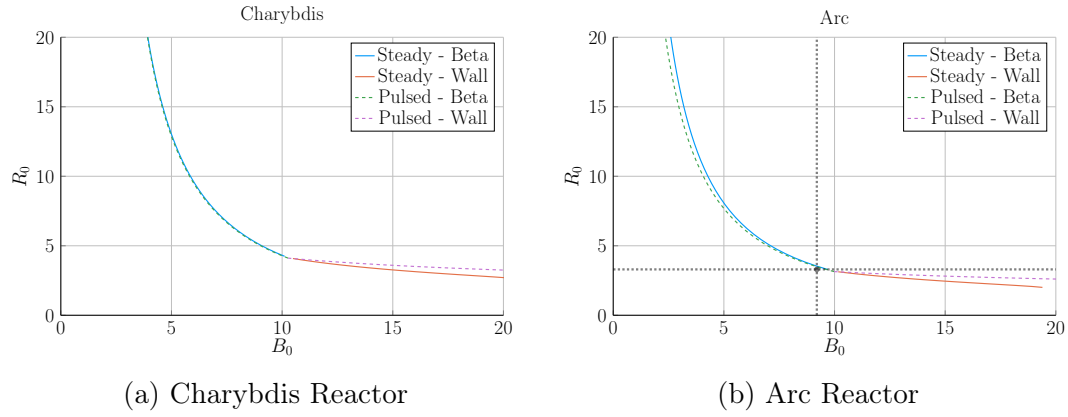 Charybdis
20
15
10
5
0
0
5
10
15
20
R₀
B₀
Steady - Beta
Steady - Wall
Pulsed - Beta
Pulsed - Wall
(a) Charybdis Reactor
Arc
20
15
10
5
0
0
5
10
15
20
R₀
B₀
Steady - Beta
Steady - Wall
Pulsed - Beta
Pulsed - Wall
(b) Arc Reactor